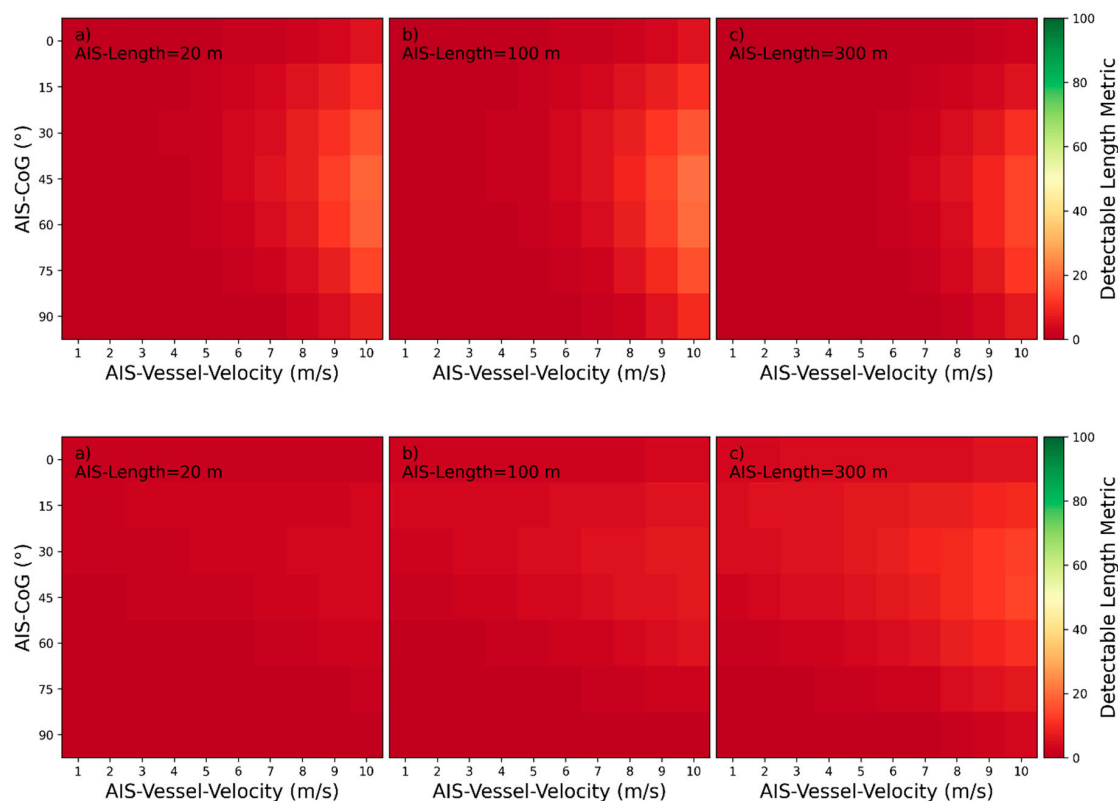 a)
AIS-Length=20 m
b)
AIS-Length=100 m
c)
AIS-Length=300 m
AIS-CoG (°)
0
15
30
45
60
75
90
1 2 3 4 5 6 7 8 9 10
1 2 3 4 5 6 7 8 9 10
1 2 3 4 5 6 7 8 9 10
AIS-Vessel-Velocity (m/s)
AIS-Vessel-Velocity (m/s)
AIS-Vessel-Velocity (m/s)
100
80
60
40
20
0
Detectable Length Metric
a)
AIS-Length=20 m
b)
AIS-Length=100 m
c)
AIS-Length=300 m
AIS-CoG (°)
0
15
30
45
60
75
90
1 2 3 4 5 6 7 8 9 10
1 2 3 4 5 6 7 8 9 10
1 2 3 4 5 6 7 8 9 10
AIS-Vessel-Velocity (m/s)
AIS-Vessel-Velocity (m/s)
AIS-Vessel-Velocity (m/s)
100
80
60
40
20
0
Detectable Length Metric